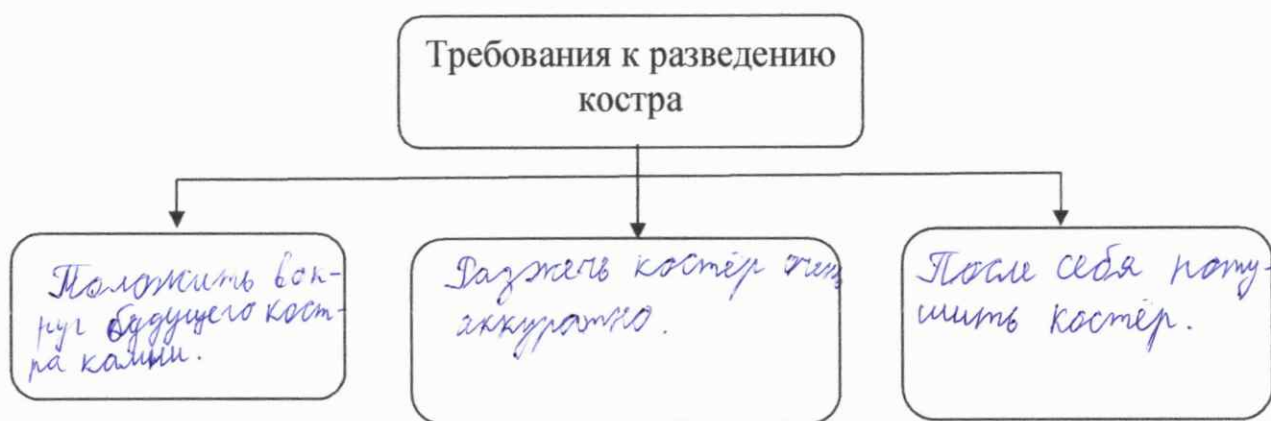 Требования к разведению
костра
Положить вок-
руг будущего кост-
ра камни.
Разжечь костёр очень
аккуратно.
После себя поту-
шить костёр.